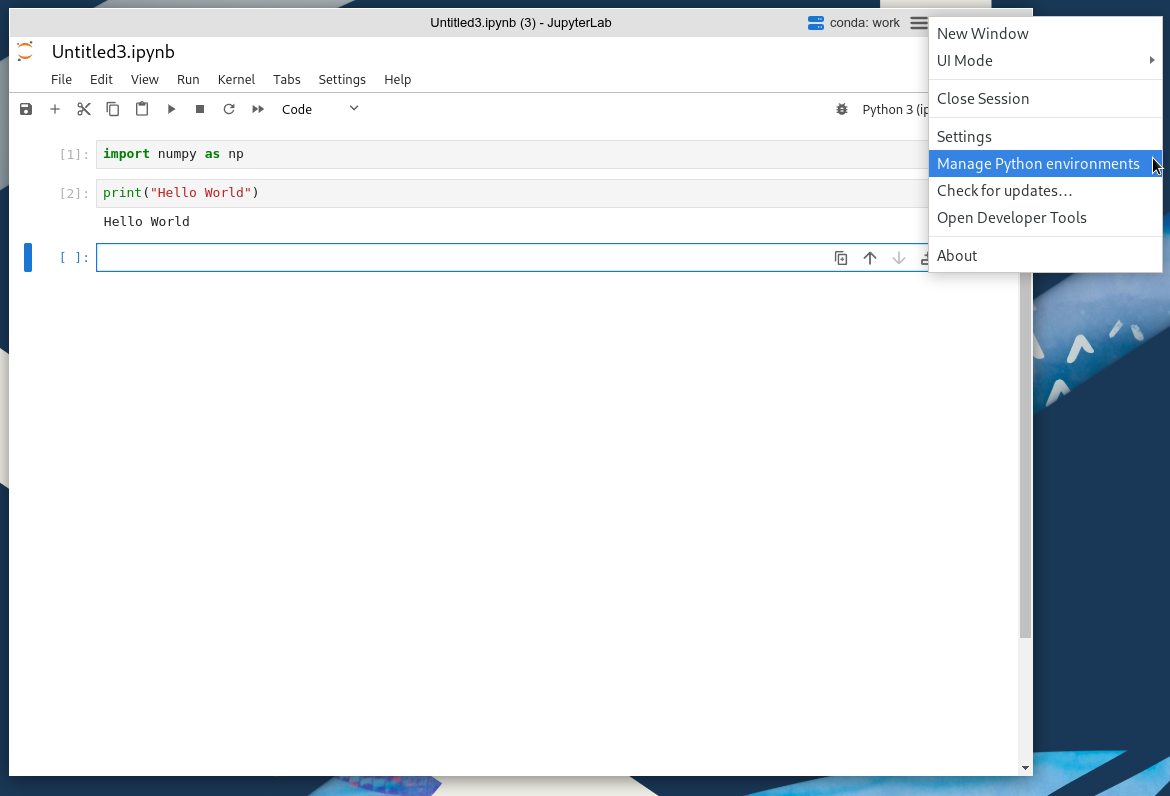 Untitled3.ipynb (3) - JupyterLab
conda: work
Untitled3.ipynb
File Edit View Run Kernel Tabs Settings Help
Code
Python 3 (ip
[1]: import numpy as np
[2]: print("Hello World")
Hello World
[ ]:
New Window
UI Mode
Close Session
Settings
Manage Python environments
Check for updates...
Open Developer Tools
About